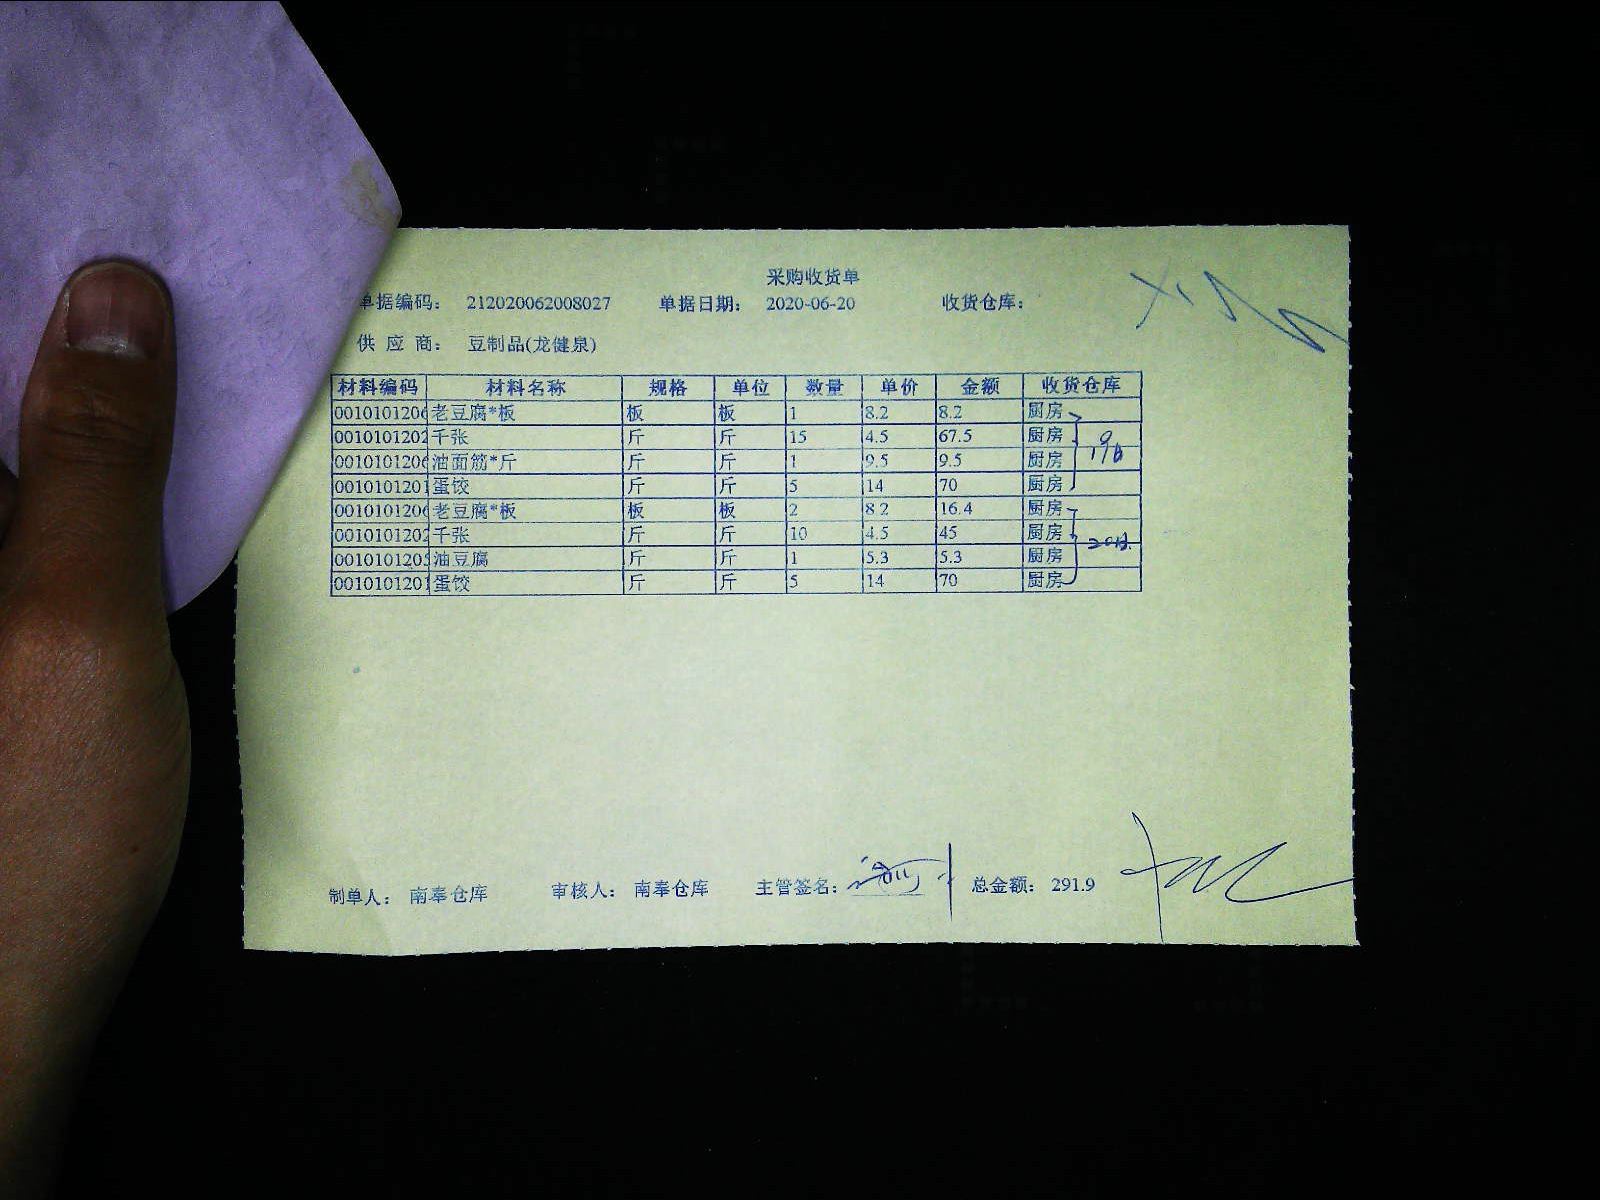 采购收货单
单据编码： 212020062008027 单据日期： 2020-06-20 收货仓库：
供 应 商： 豆制品(龙健泉)
材料编码 材料名称 规格 单位 数量 单价 金额 收货仓库
0010101206 老豆腐*板 板 板 1 8.2 8.2 厨房
0010101202 千张 斤 斤 15 4.5 67.5 厨房
0010101206 油面筋*斤 斤 斤 1 9.5 9.5 厨房
0010101201 蛋饺 斤 斤 5 14 70 厨房
0010101206 老豆腐*板 板 板 2 8.2 16.4 厨房
0010101202 千张 斤 斤 10 4.5 45 厨房
0010101205 油豆腐 斤 斤 1 5.3 5.3 厨房
0010101201 蛋饺 斤 斤 5 14 70 厨房
19日
20日
制单人： 南奉仓库 审核人： 南奉仓库 主管签名： 总金额： 291.9